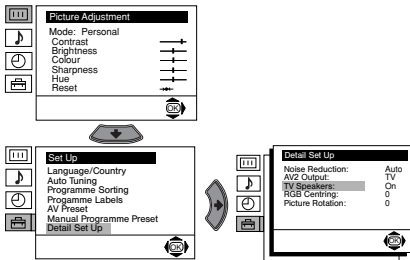 Picture Adjustment
Mode: Personal
Contrast
Brightness
Colour
Sharpness
Hue
Reset
OK
Set Up
Language/Country
Auto Tuning
Programme Sorting
Progamme Labels
AV Preset
Manual Programme Preset
Detail Set Up
OK
Detail Set Up
Noise Reduction: Auto
AV2 Output: TV
TV Speakers: On
RGB Centring: 0
Picture Rotation: 0
OK